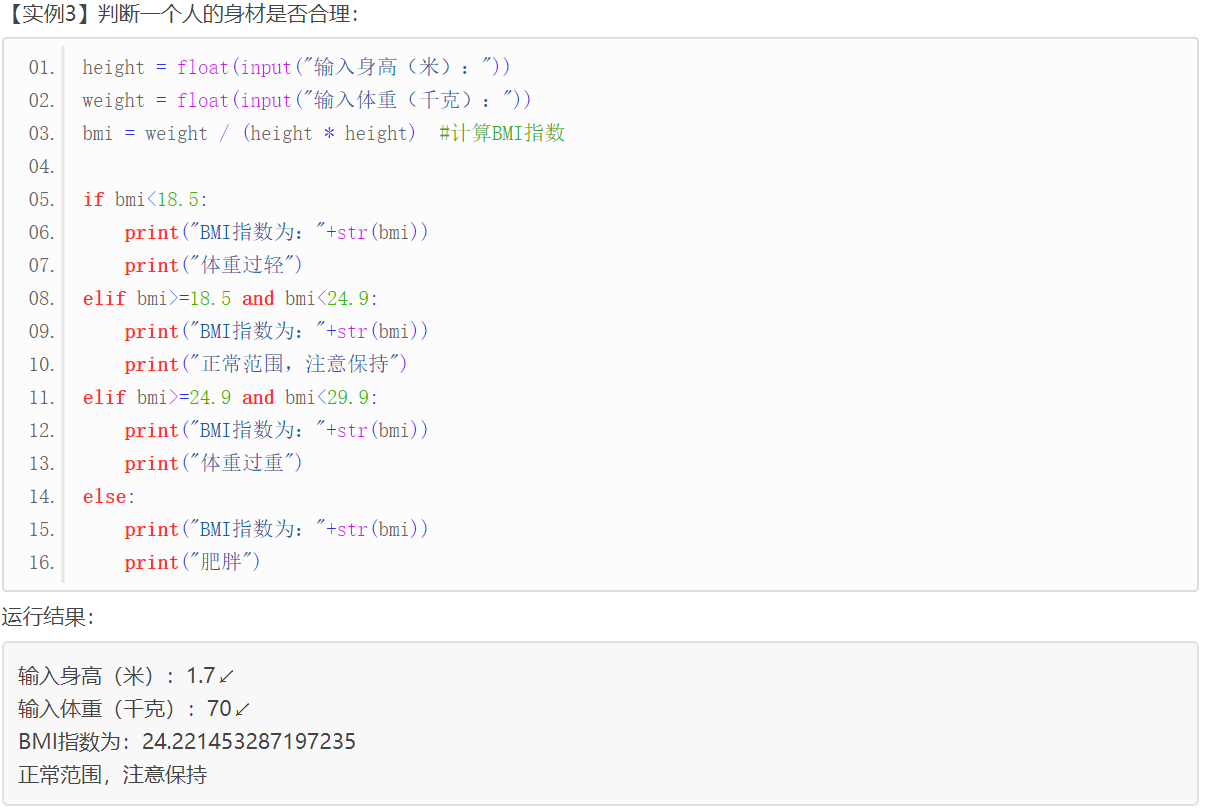 【实例3】判断一个人的身材是否合理：
01. height = float(input("输入身高（米）："))
02. weight = float(input("输入体重（千克）："))
03. bmi = weight / (height * height)  #计算BMI指数
04.
05. if bmi<18.5:
06.     print("BMI指数为："+str(bmi))
07.     print("体重过轻")
08. elif bmi>=18.5 and bmi<24.9:
09.     print("BMI指数为："+str(bmi))
10.     print("正常范围，注意保持")
11. elif bmi>=24.9 and bmi<29.9:
12.     print("BMI指数为："+str(bmi))
13.     print("体重过重")
14. else:
15.     print("BMI指数为："+str(bmi))
16.     print("肥胖")
运行结果：
输入身高（米）：1.7↙
输入体重（千克）：70↙
BMI指数为：24.221453287197235
正常范围，注意保持